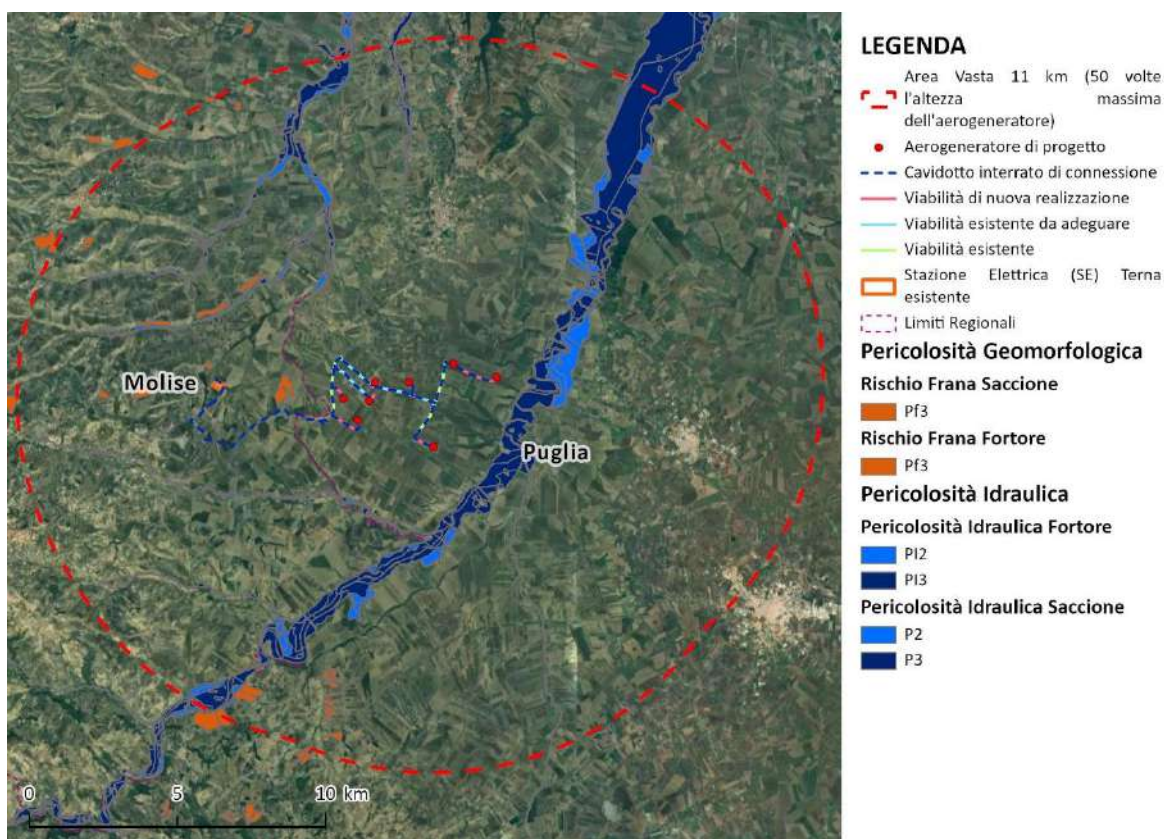 Molise
Puglia
0 5 10 km
LEGENDA
Area Vasta 11 km (50 volte
l'altezza massima
dell'aerogeneratore)
Aerogeneratore di progetto
Cavidotto interrato di connessione
Viabilità di nuova realizzazione
Viabilità esistente da adeguare
Viabilità esistente
Stazione Elettrica (SE) Terna
esistente
Limiti Regionali
Pericolosità Geomorfologica
Rischio Frana Saccione
Pf3
Rischio Frana Fortore
Pf3
Pericolosità Idraulica
Pericolosità Idraulica Fortore
PI2
PI3
Pericolosità Idraulica Saccione
P2
P3